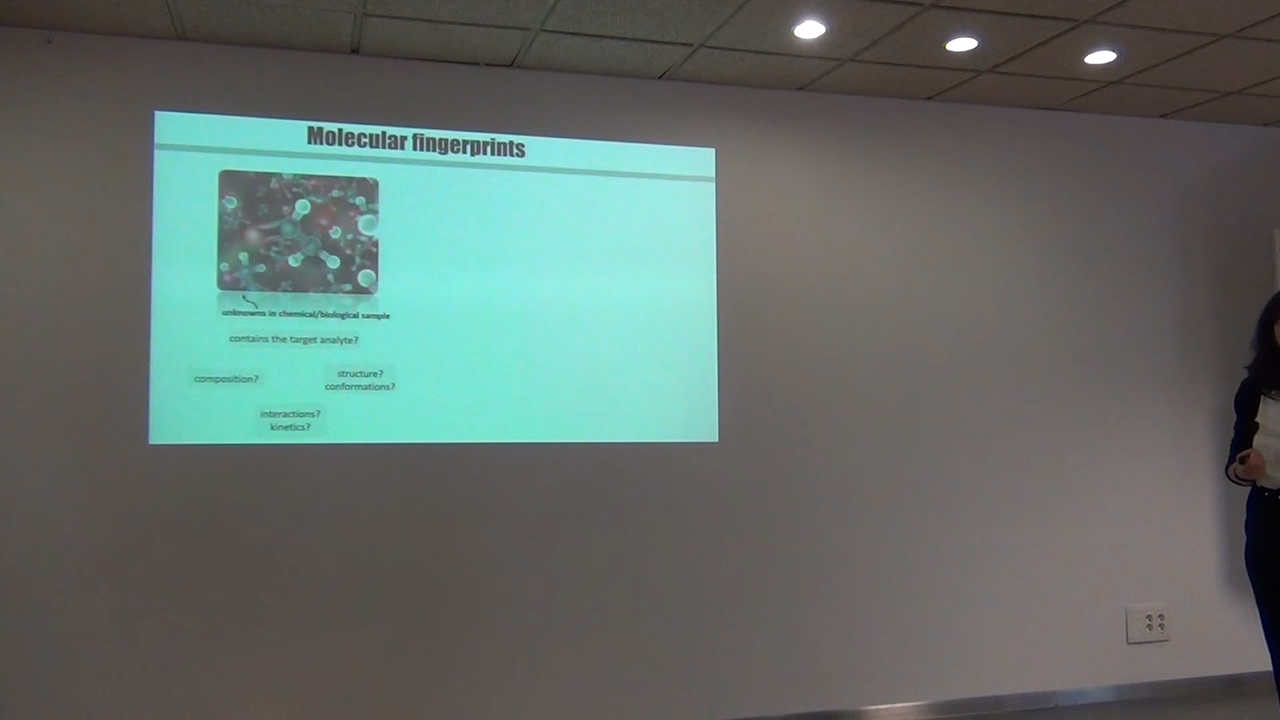 Molecular fingerprints
unknowns in chemical/biological sample
contains the target analyte?
composition?
structure?
conformations?
interactions?
kinetics?